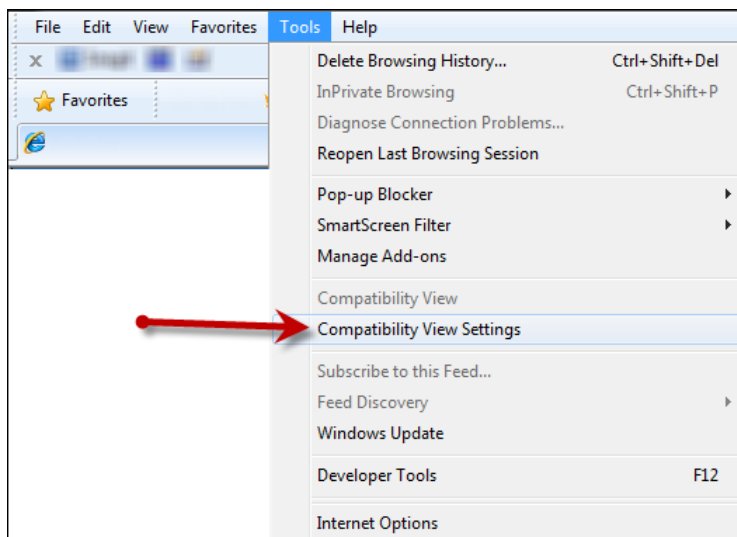 File Edit View Favorites Tools Help
x
Favorites
Delete Browsing History... Ctrl+Shift+Del
InPrivate Browsing Ctrl+Shift+P
Diagnose Connection Problems...
Reopen Last Browsing Session
Pop-up Blocker
SmartScreen Filter
Manage Add-ons
Compatibility View
Compatibility View Settings
Subscribe to this Feed...
Feed Discovery
Windows Update
Developer Tools F12
Internet Options